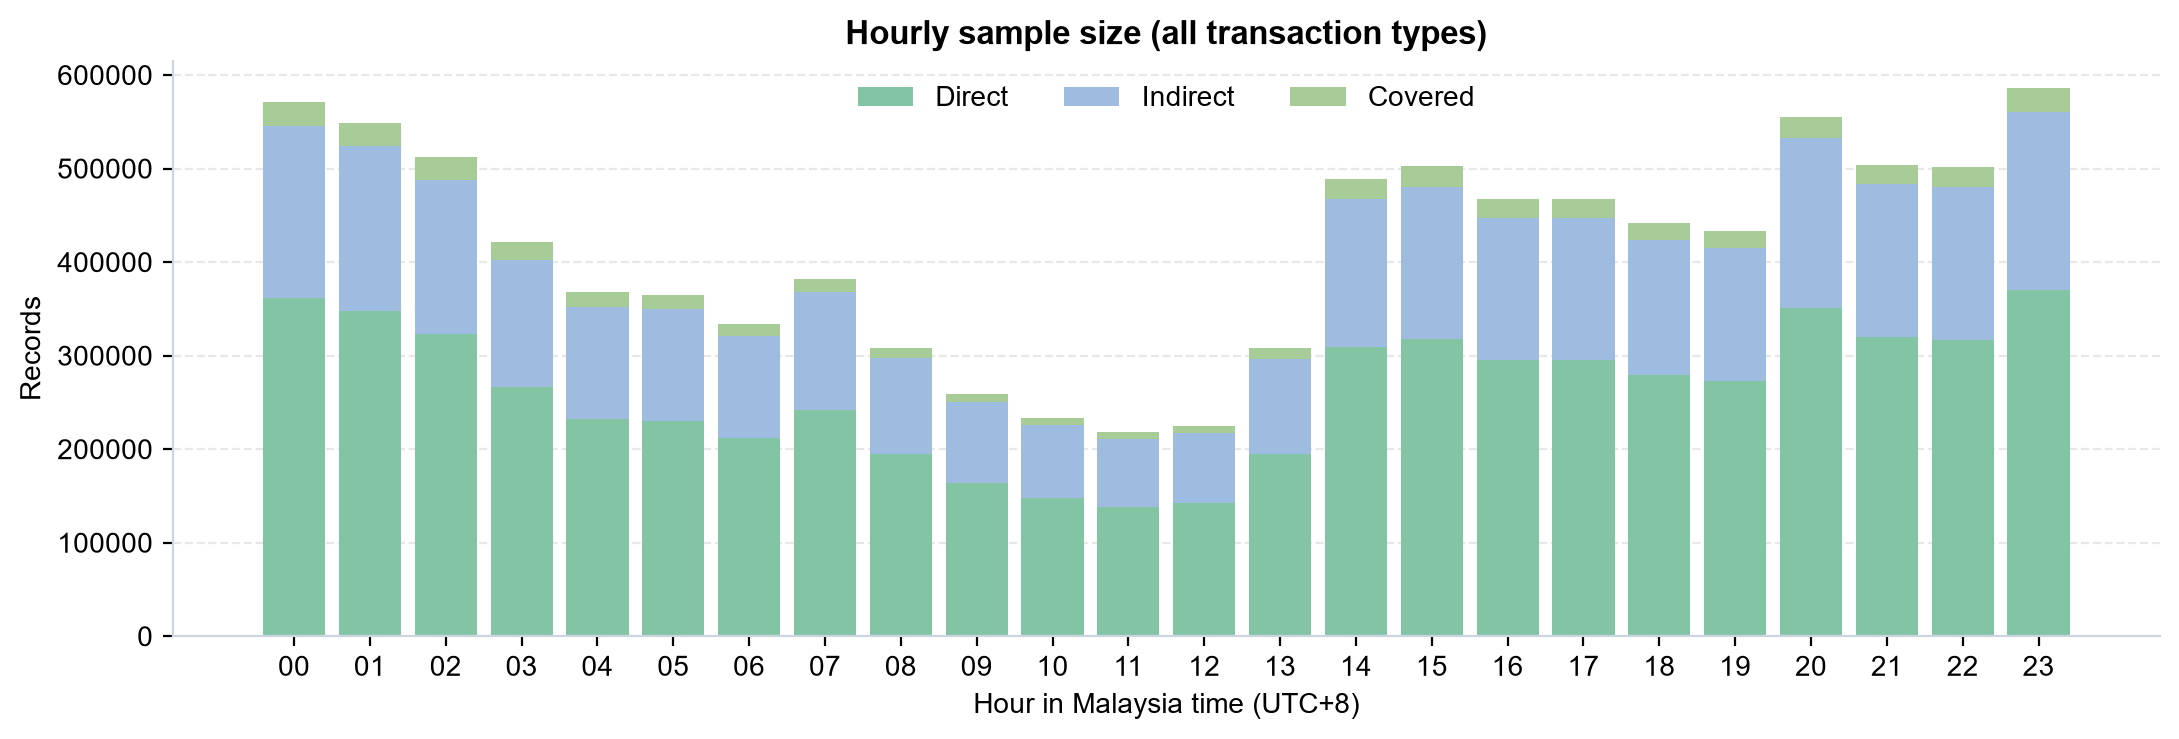 Hourly sample size (all transaction types)
Direct Indirect Covered
600000
500000
400000
300000
200000
100000
0
Records
00 01 02 03 04 05 06 07 08 09 10 11 12 13 14 15 16 17 18 19 20 21 22 23
Hour in Malaysia time (UTC+8)